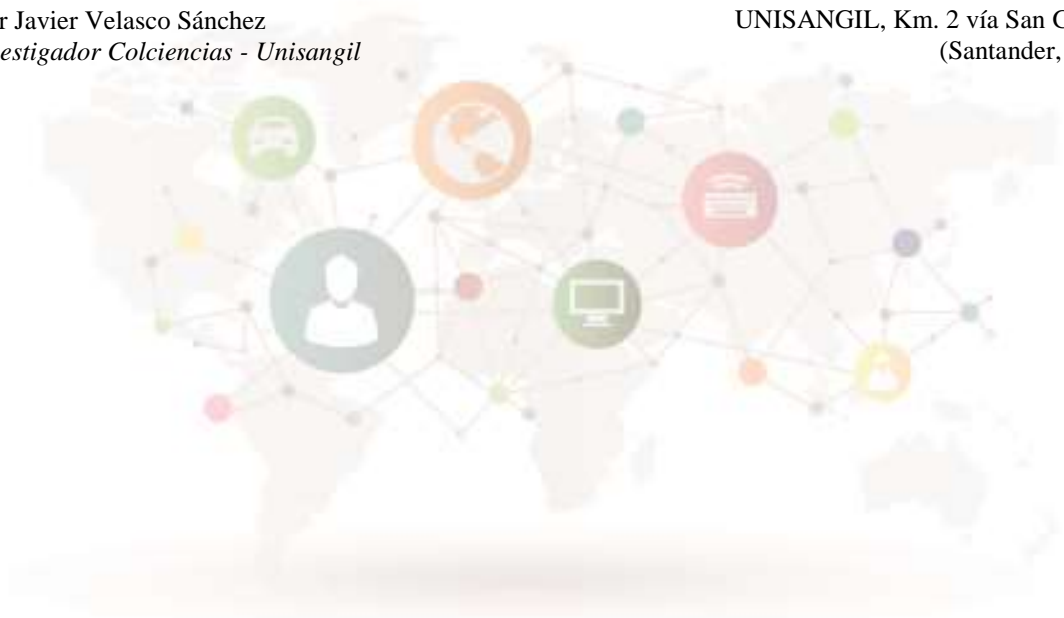 r Javier Velasco Sánchez
estigador Colciencias - Unisangil
UNISANGIL, Km. 2 vía San
(Santander,